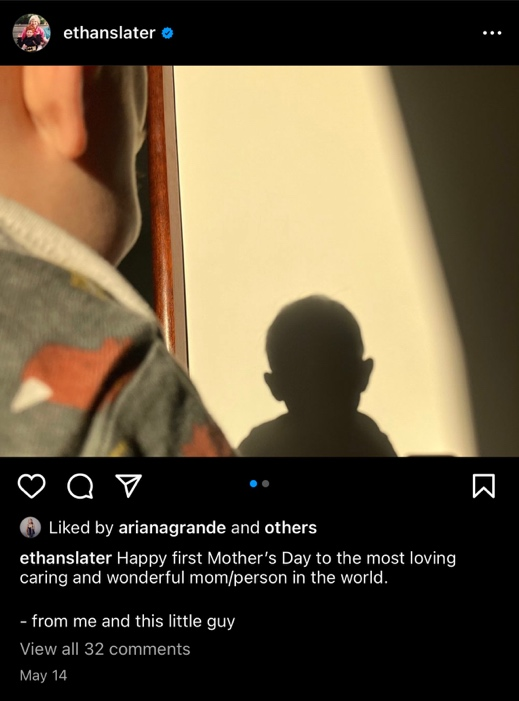 ethanslater
Liked by arianagrande and others
ethanslater Happy first Mother’s Day to the most loving
caring and wonderful mom/person in the world.
- from me and this little guy
View all 32 comments
May 14